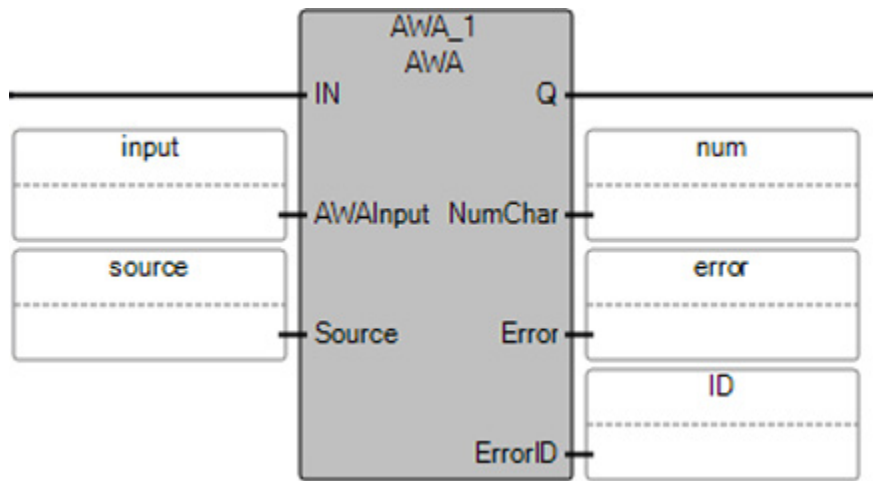 AWA_1
AWA
IN Q
input num
AWAInput NumChar
source error
Source Error
ID
ErrorID